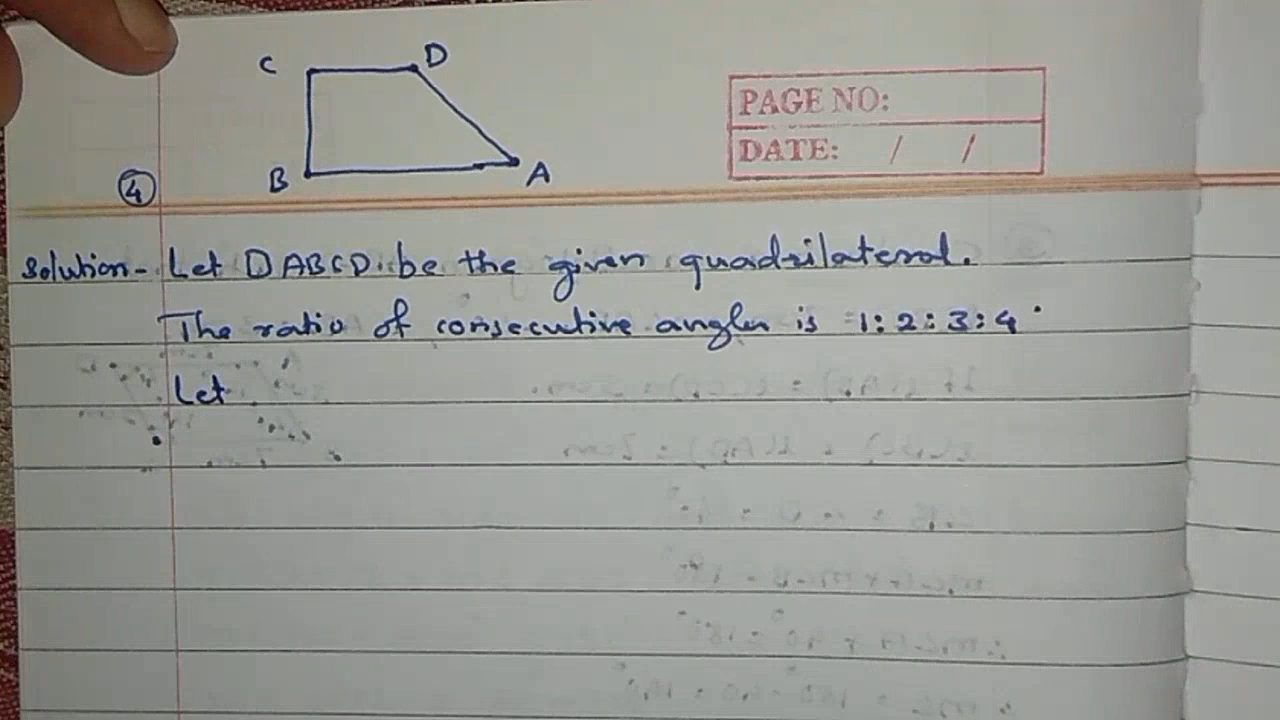 C D
PAGE NO:
DATE: / /
B A
4
Solution - Let DABCD. be the given quadrilateral.
The ratio of consecutive angles is 1:2:3:4
Let